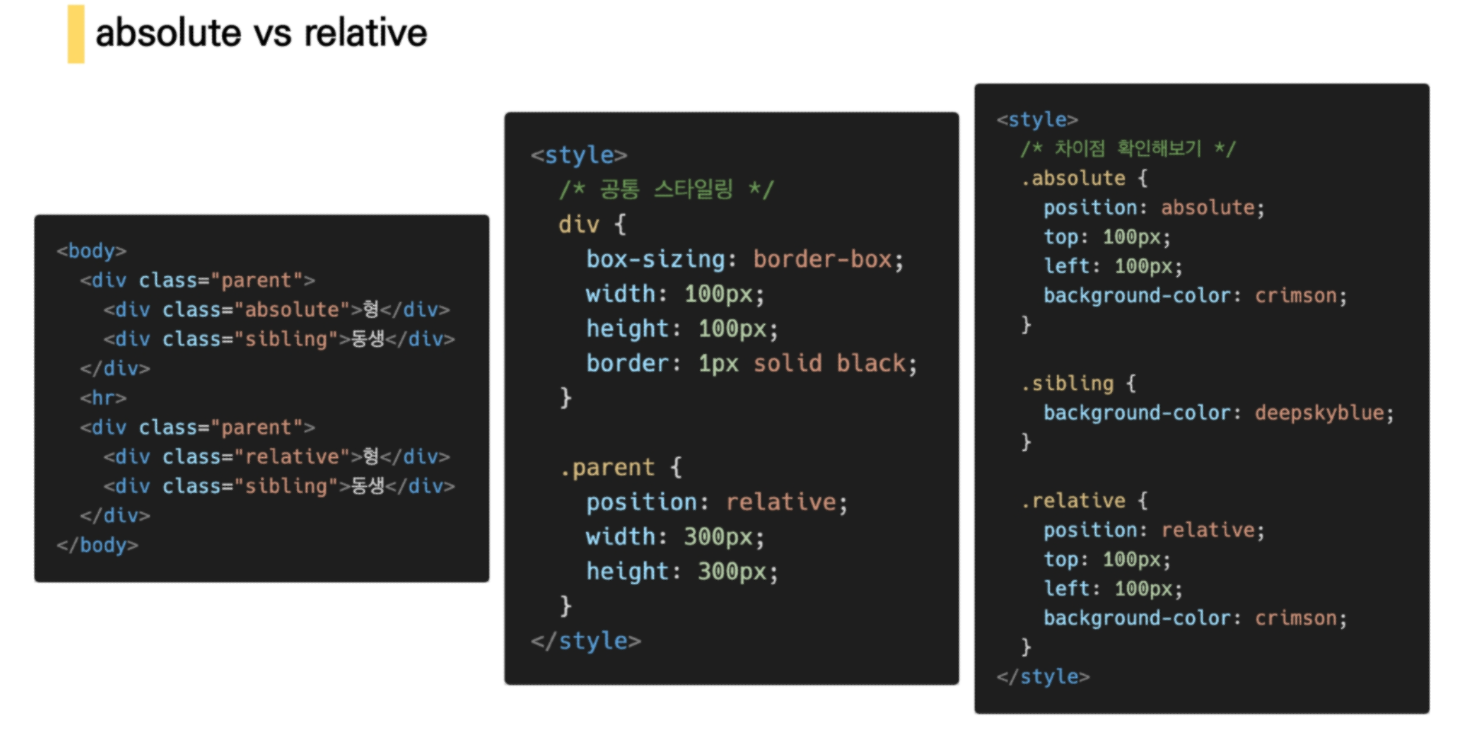 absolute vs relative
<body>
  <div class="parent">
    <div class="absolute">형</div>
    <div class="sibling">동생</div>
  </div>
  <hr>
  <div class="parent">
    <div class="relative">형</div>
    <div class="sibling">동생</div>
  </div>
</body>
<style>
  /* 공통 스타일링 */
  div {
    box-sizing: border-box;
    width: 100px;
    height: 100px;
    border: 1px solid black;
  }
  .parent {
    position: relative;
    width: 300px;
    height: 300px;
  }
</style>
<style>
  /* 차이점 확인해보기 */
  .absolute {
    position: absolute;
    top: 100px;
    left: 100px;
    background-color: crimson;
  }
  .sibling {
    background-color: deepskyblue;
  }
  .relative {
    position: relative;
    top: 100px;
    left: 100px;
    background-color: crimson;
  }
</style>